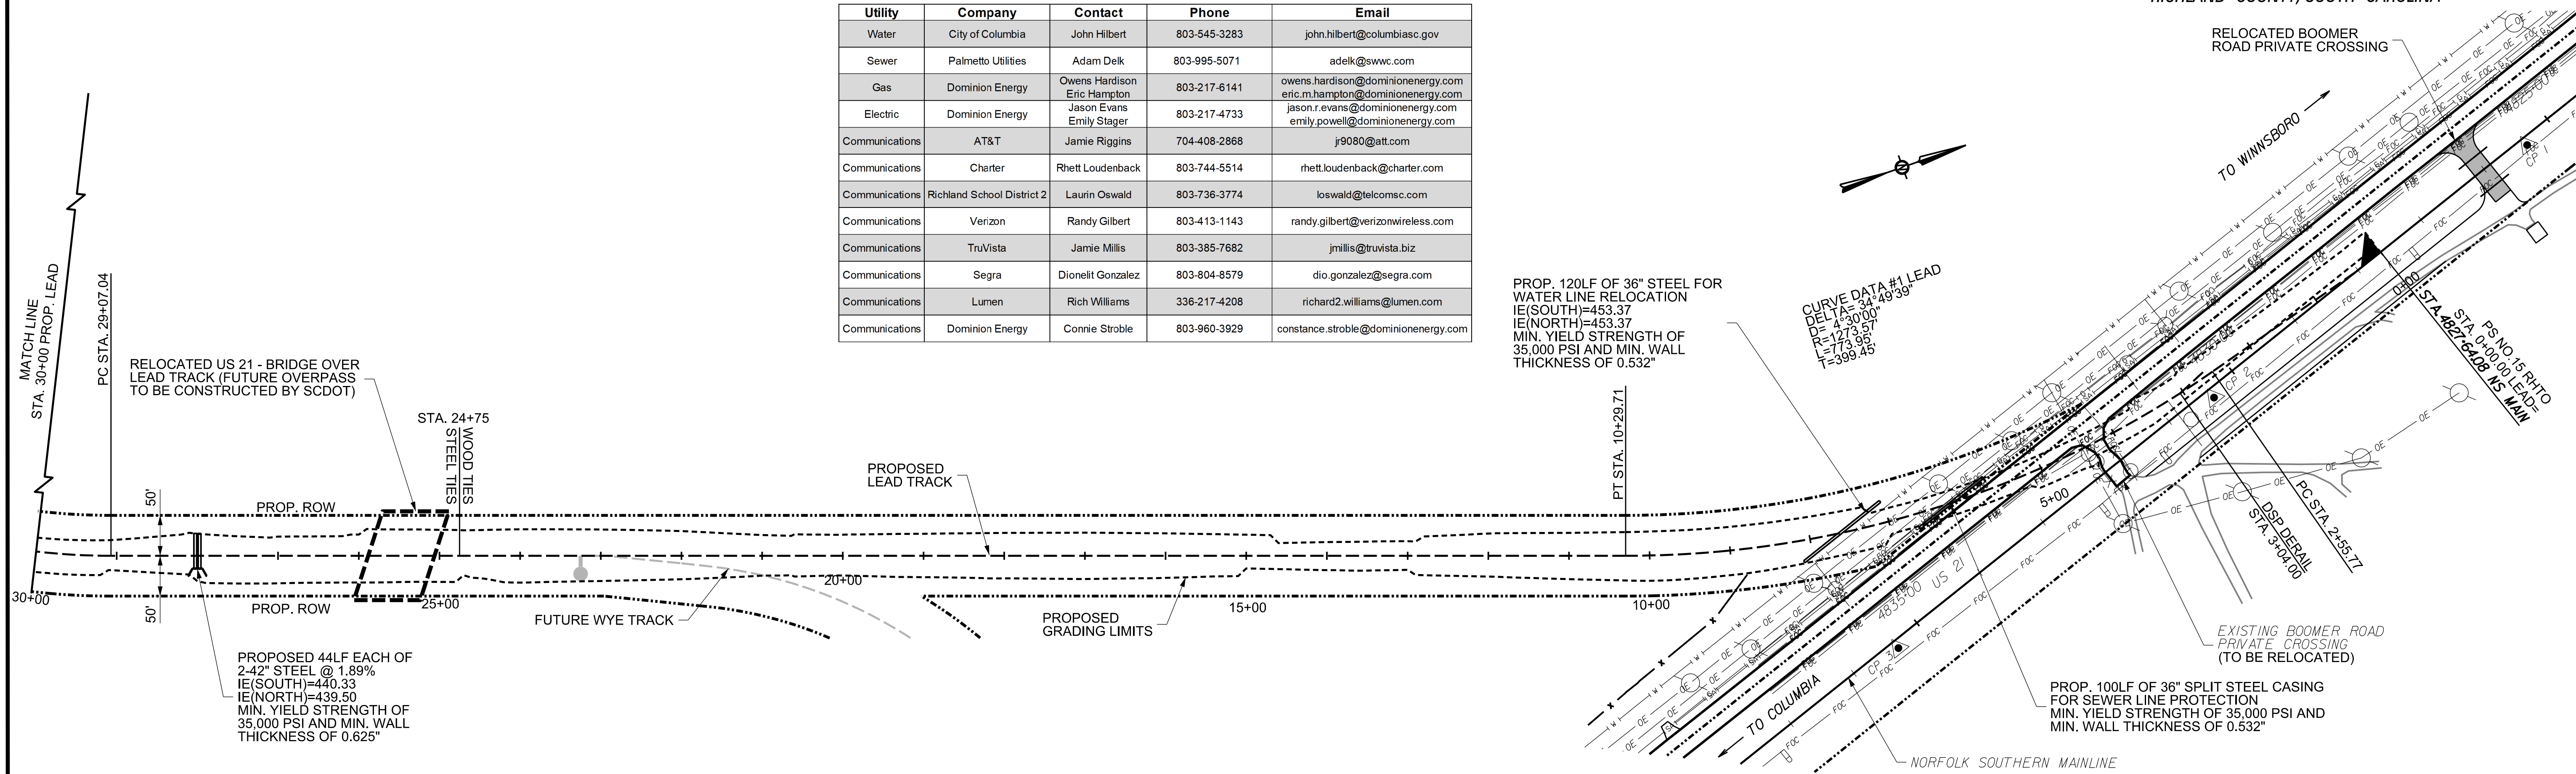 RICHLAND COUNTY, SOUTH CAROLINA
Utility Company Contact Phone Email
Water City of Columbia John Hilbert 803-545-3283 john.hilbert@columbiasc.gov
Sewer Palmetto Utilities Adam Delk 803-995-5071 adelk@swwc.com
Gas Dominion Energy Owens Hardison Eric Hampton 803-217-6141 owens.hardison@dominionenergy.com eric.m.hampton@dominionenergy.com
Electric Dominion Energy Jason Evans Emily Stager 803-217-4733 jason.r.evans@dominionenergy.com emily.powell@dominionenergy.com
Communications AT&T Jamie Riggins 704-408-2868 jr9080@att.com
Communications Charter Rhett Loudenback 803-744-5514 rhett.loudenback@charter.com
Communications Richland School District 2 Laurin Oswald 803-736-3774 loswald@telcomsc.com
Communications Verizon Randy Gilbert 803-413-1143 randy.gilbert@verizonwireless.com
Communications TruVista Jamie Millis 803-385-7682 jmillis@truvista.biz
Communications Segra Dionelit Gonzalez 803-804-8579 dio.gonzalez@segra.com
Communications Lumen Rich Williams 336-217-4208 richard2.williams@lumen.com
Communications Dominion Energy Connie Stroble 803-960-3929 constance.stroble@dominionenergy.com
MATCH LINE
STA. 30+00 PROP. LEAD
PC STA. 29+07.04
RELOCATED US 21 - BRIDGE OVER
LEAD TRACK (FUTURE OVERPASS
TO BE CONSTRUCTED BY SCDOT)
STA. 24+75
STEEL TIES
WOOD TIES
50'
50'
PROP. ROW
PROP. ROW
30+00
25+00
20+00
15+00
10+00
5+00
0+00
PROPOSED
LEAD TRACK
FUTURE WYE TRACK
PROPOSED
GRADING LIMITS
PROPOSED 44LF EACH OF
2-42" STEEL @ 1.89%
IE(SOUTH)=440.33
IE(NORTH)=439.50
MIN. YIELD STRENGTH OF
35,000 PSI AND MIN. WALL
THICKNESS OF 0.625"
PROP. 120LF OF 36" STEEL FOR
WATER LINE RELOCATION
IE(SOUTH)=453.37
IE(NORTH)=453.37
MIN. YIELD STRENGTH OF
35,000 PSI AND MIN. WALL
THICKNESS OF 0.532"
PT STA. 10+29.71
CURVE DATA #1 LEAD
DELTA= 34°49'39"
D= 4°30'00"
R=1273.57'
L=773.95'
T=399.45'
N
TO WINNSBORO
RELOCATED BOOMER
ROAD PRIVATE CROSSING
CP 1
CP 2
CP 3
PS NO.15 RHTO
STA. 0+00.00 LEAD=
STA. 4827+64.08 NS MAIN
PC STA. 2+55.77
DSP DERAIL
STA. 3+04.00
EXISTING BOOMER ROAD
PRIVATE CROSSING
(TO BE RELOCATED)
4835+00 US 21
PROP. 100LF OF 36" SPLIT STEEL CASING
FOR SEWER LINE PROTECTION
MIN. YIELD STRENGTH OF 35,000 PSI AND
MIN. WALL THICKNESS OF 0.532"
TO COLUMBIA
NORFOLK SOUTHERN MAINLINE